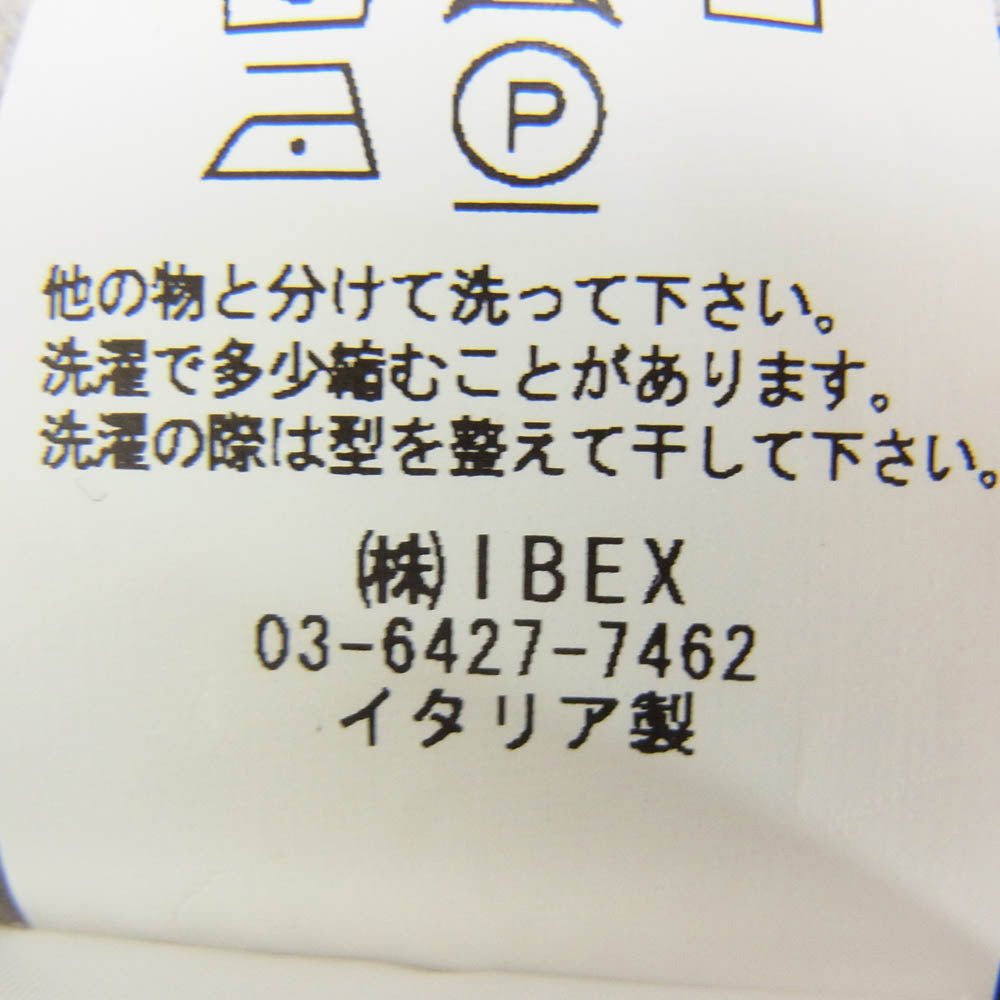 P
他の物と分けて洗って下さい。
洗濯で多少縮むことがあります。
洗濯の際は型を整えて干して下さい。
(株)IBEX
03-6427-7462
イタリア製